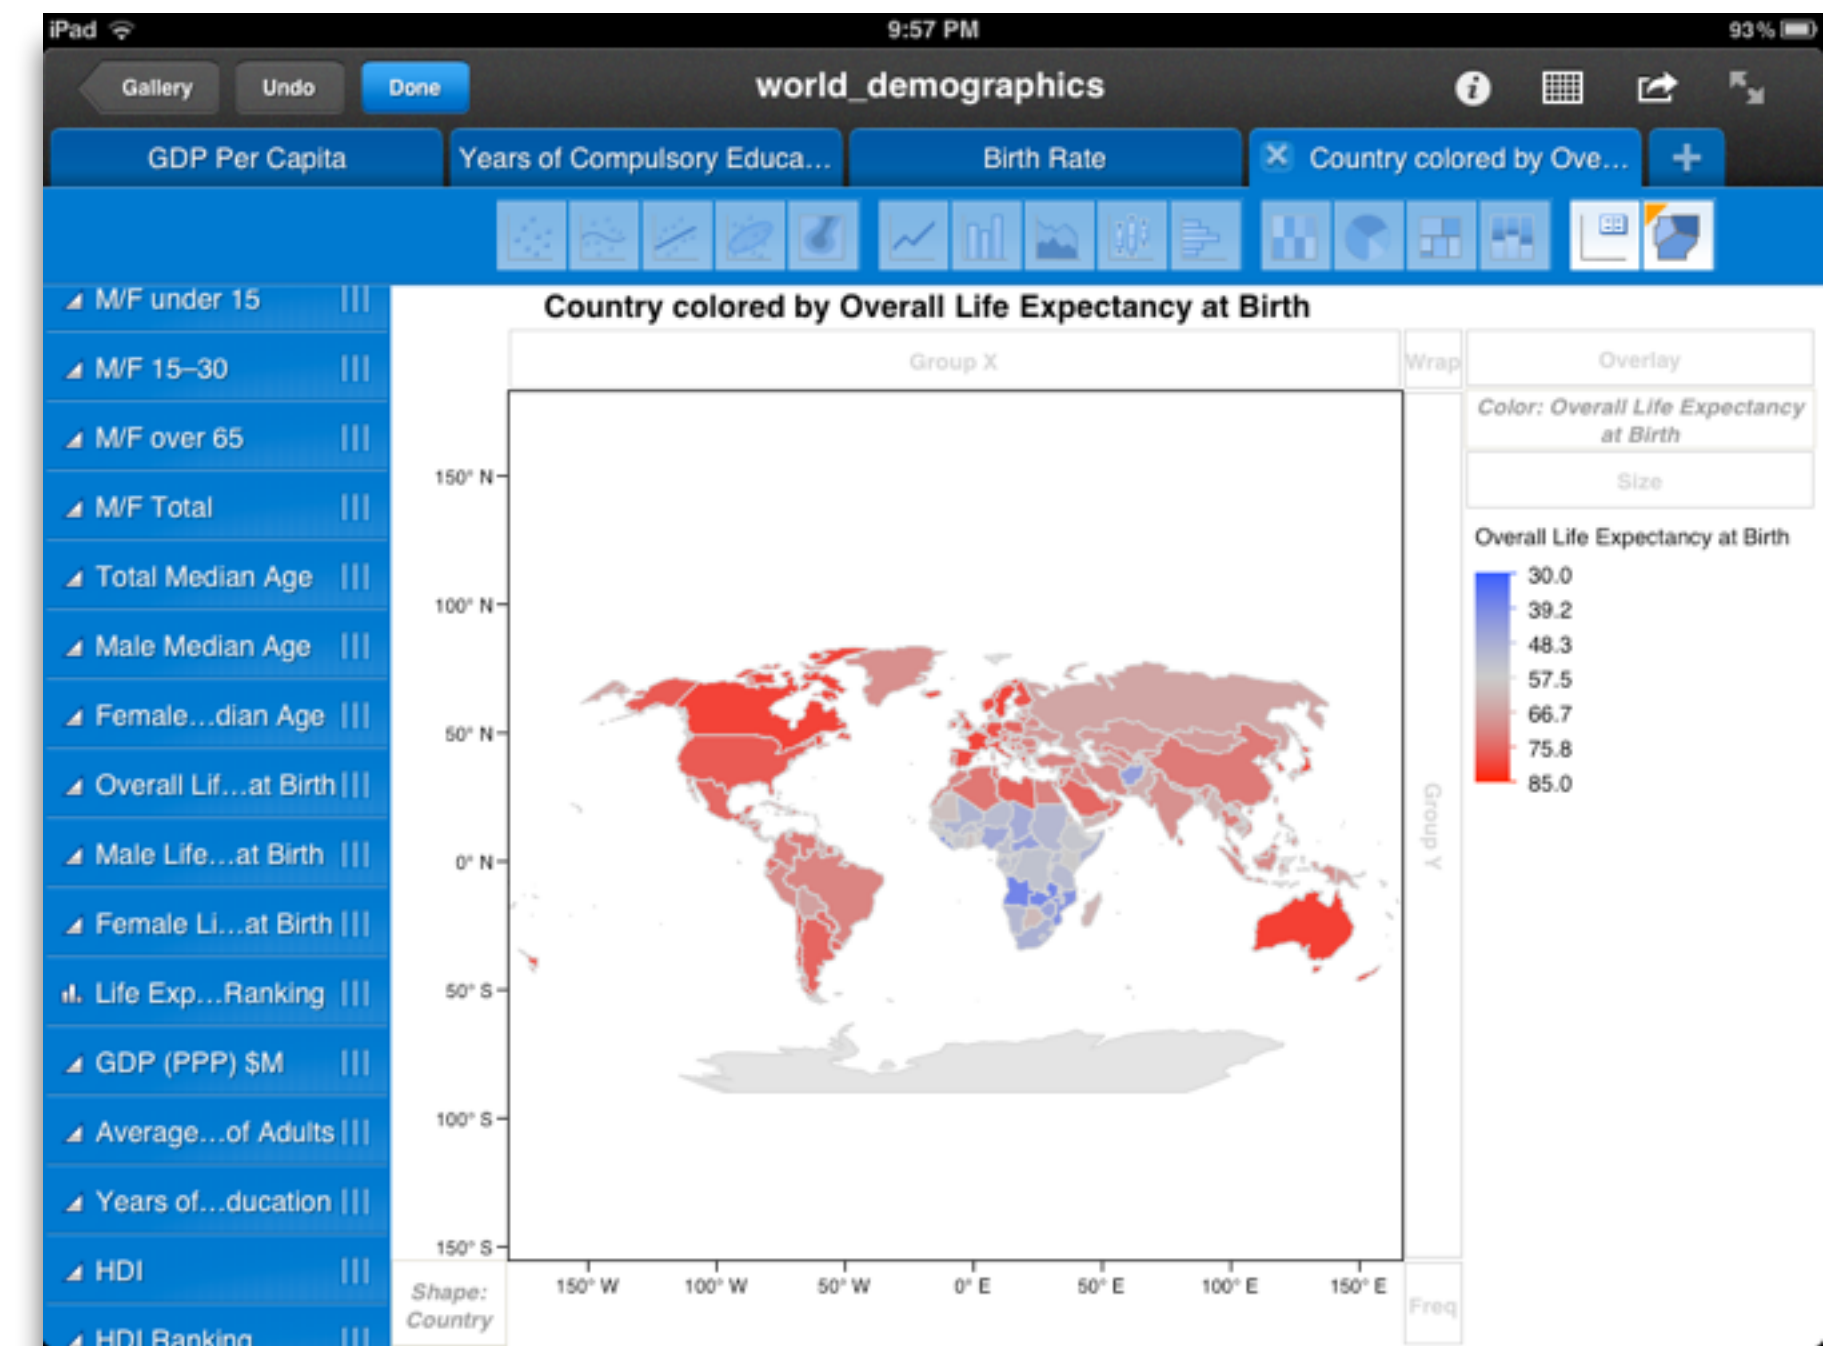 iPad 9:57 PM 93%
Gallery Undo Done world_demographics
GDP Per Capita Years of Compulsory Educa... Birth Rate Country colored by Ove...
M/F under 15
M/F 15–30
M/F over 65
M/F Total
Total Median Age
Male Median Age
Female...dian Age
Overall Lif...at Birth
Male Life...at Birth
Female Li...at Birth
Life Exp...Ranking
GDP (PPP) $M
Average...of Adults
Years of...ducation
HDI
HDI Ranking
Country colored by Overall Life Expectancy at Birth
Group X
Wrap
Overlay
Color: Overall Life Expectancy
at Birth
Size
Overall Life Expectancy at Birth
30.0
39.2
48.3
57.5
66.7
75.8
85.0
150° N
100° N
50° N
0° N
50° S
100° S
150° S
Group Y
150° W 100° W 50° W 0° E 50° E 100° E 150° E
Shape:
Country
Freq